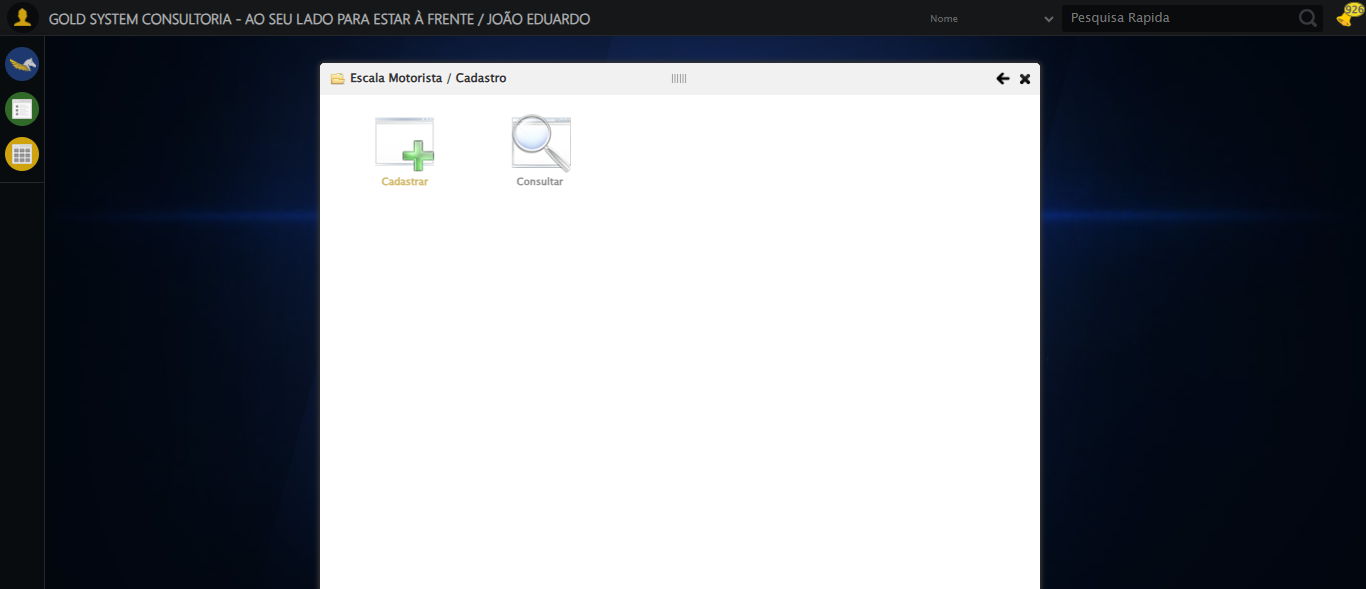 GOLD SYSTEM CONSULTORIA - AO SEU LADO PARA ESTAR À FRENTE / JOÃO EDUARDO
Nome
Pesquisa Rapida
926
Escala Motorista / Cadastro
Cadastrar
Consultar